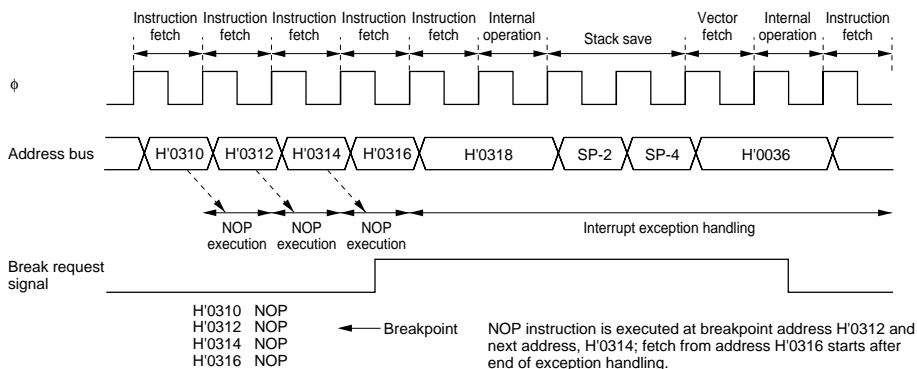 Instruction fetch Instruction fetch Instruction fetch Instruction fetch Instruction fetch Internal operation Stack save Vector fetch Internal operation Instruction fetch
ϕ
Address bus H'0310 H'0312 H'0314 H'0316 H'0318 SP-2 SP-4 H'0036
NOP execution NOP execution NOP execution Interrupt exception handling
Break request
signal
H'0310 NOP
H'0312 NOP Breakpoint
H'0314 NOP
H'0316 NOP
NOP instruction is executed at breakpoint address H'0312 and
next address, H'0314; fetch from address H'0316 starts after
end of exception handling.